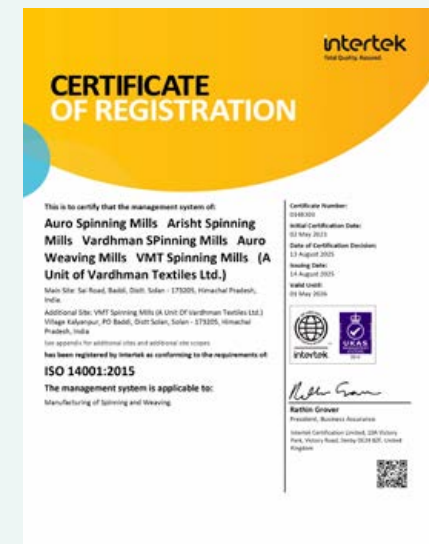 intertek
Total Quality. Assured.
CERTIFICATE
OF REGISTRATION
This is to certify that the management system of:
Auro Spinning Mills Arisht Spinning
Mills Vardhman SPinning Mills Auro
Weaving Mills VMT Spinning Mills (A
Unit of Vardhman Textiles Ltd.)
Main Site: Sai Road, Baddi, Distt. Solan - 173205, Himachal Pradesh,
India.
Additional Site: VMT Spinning Mills (A Unit Of Vardhman Textiles Ltd.)
Village Kalyanpur, PO Baddi, Distt Solan, Solan - 173205, Himachal
Pradesh, India
See appendix for additional sites and additional site scopes
has been registered by Intertek as conforming to the requirements of:
ISO 14001:2015
The management system is applicable to:
Manufacturing of Spinning and Weaving.
Certificate Number:
Initial Certification Date:
02 May 2023
Date of Certification Decision:
13 August 2025
Issuing Date:
14 August 2025
Valid Until:
01 May 2026
intertek
UKAS
Rathin Grover
President, Business Assurance
Intertek Certification Limited, 10A Victory
Park, Victory Road, Derby DE24 8ZF, United
Kingdom